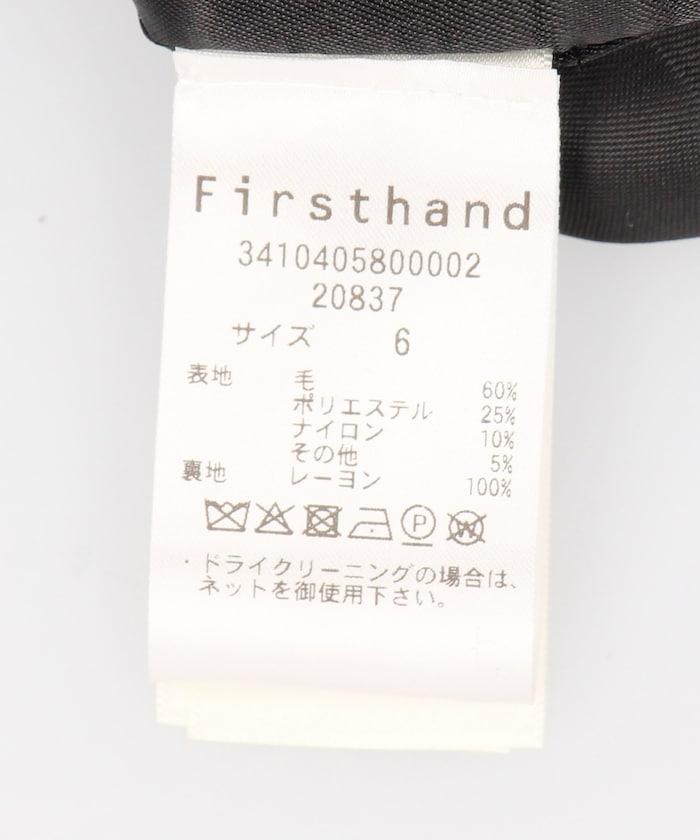 Firsthand
3410405800002
20837
サイズ 6
表地 毛 60%
ポリエステル 25%
ナイロン 10%
その他 5%
裏地 レーヨン 100%
P W
・ドライクリーニングの場合は、
ネットを御使用下さい。